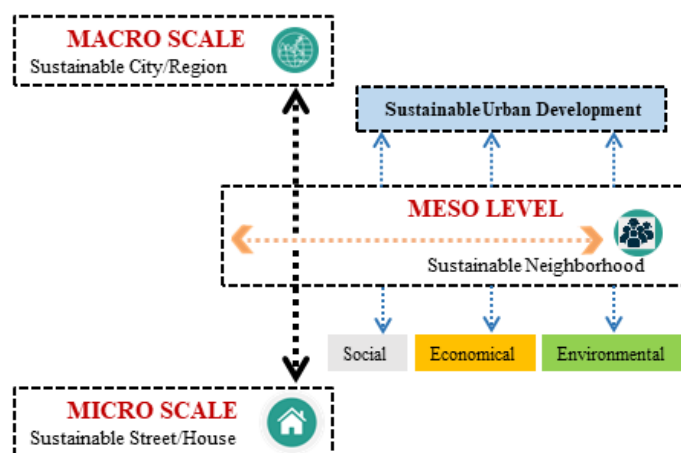 MACRO SCALE
Sustainable City/Region
Sustainable Urban Development
MESO LEVEL
Sustainable Neighborhood
Social
Economical
Environmental
MICRO SCALE
Sustainable Street/House